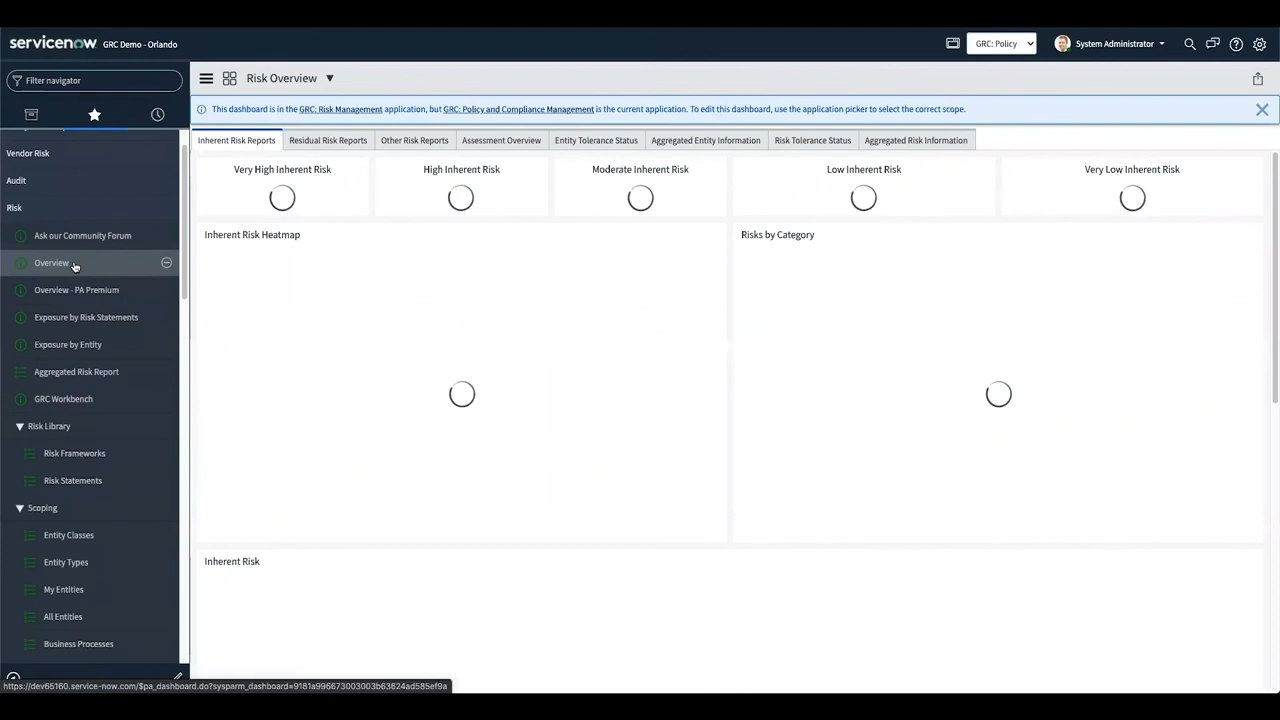 servicenow GRC Demo - Orlando
GRC: Policy
System Administrator
Filter navigator
Risk Overview
This dashboard is in the GRC: Risk Management application, but GRC: Policy and Compliance Management is the current application. To edit this dashboard, use the application picker to select the correct scope.
Inherent Risk Reports
Residual Risk Reports
Other Risk Reports
Assessment Overview
Entity Tolerance Status
Aggregated Entity Information
Risk Tolerance Status
Aggregated Risk Information
Vendor Risk
Audit
Risk
Ask our Community Forum
Overview
Overview - PA Premium
Exposure by Risk Statements
Exposure by Entity
Aggregated Risk Report
GRC Workbench
Risk Library
Risk Frameworks
Risk Statements
Scoping
Entity Classes
Entity Types
My Entities
All Entities
Business Processes
Very High Inherent Risk
High Inherent Risk
Moderate Inherent Risk
Low Inherent Risk
Very Low Inherent Risk
Inherent Risk Heatmap
Risks by Category
Inherent Risk
https://dev65160.service-now.com/$pa_dashboard.do?sysparm_dashboard=9181a996673003003b63624ad585ef9a